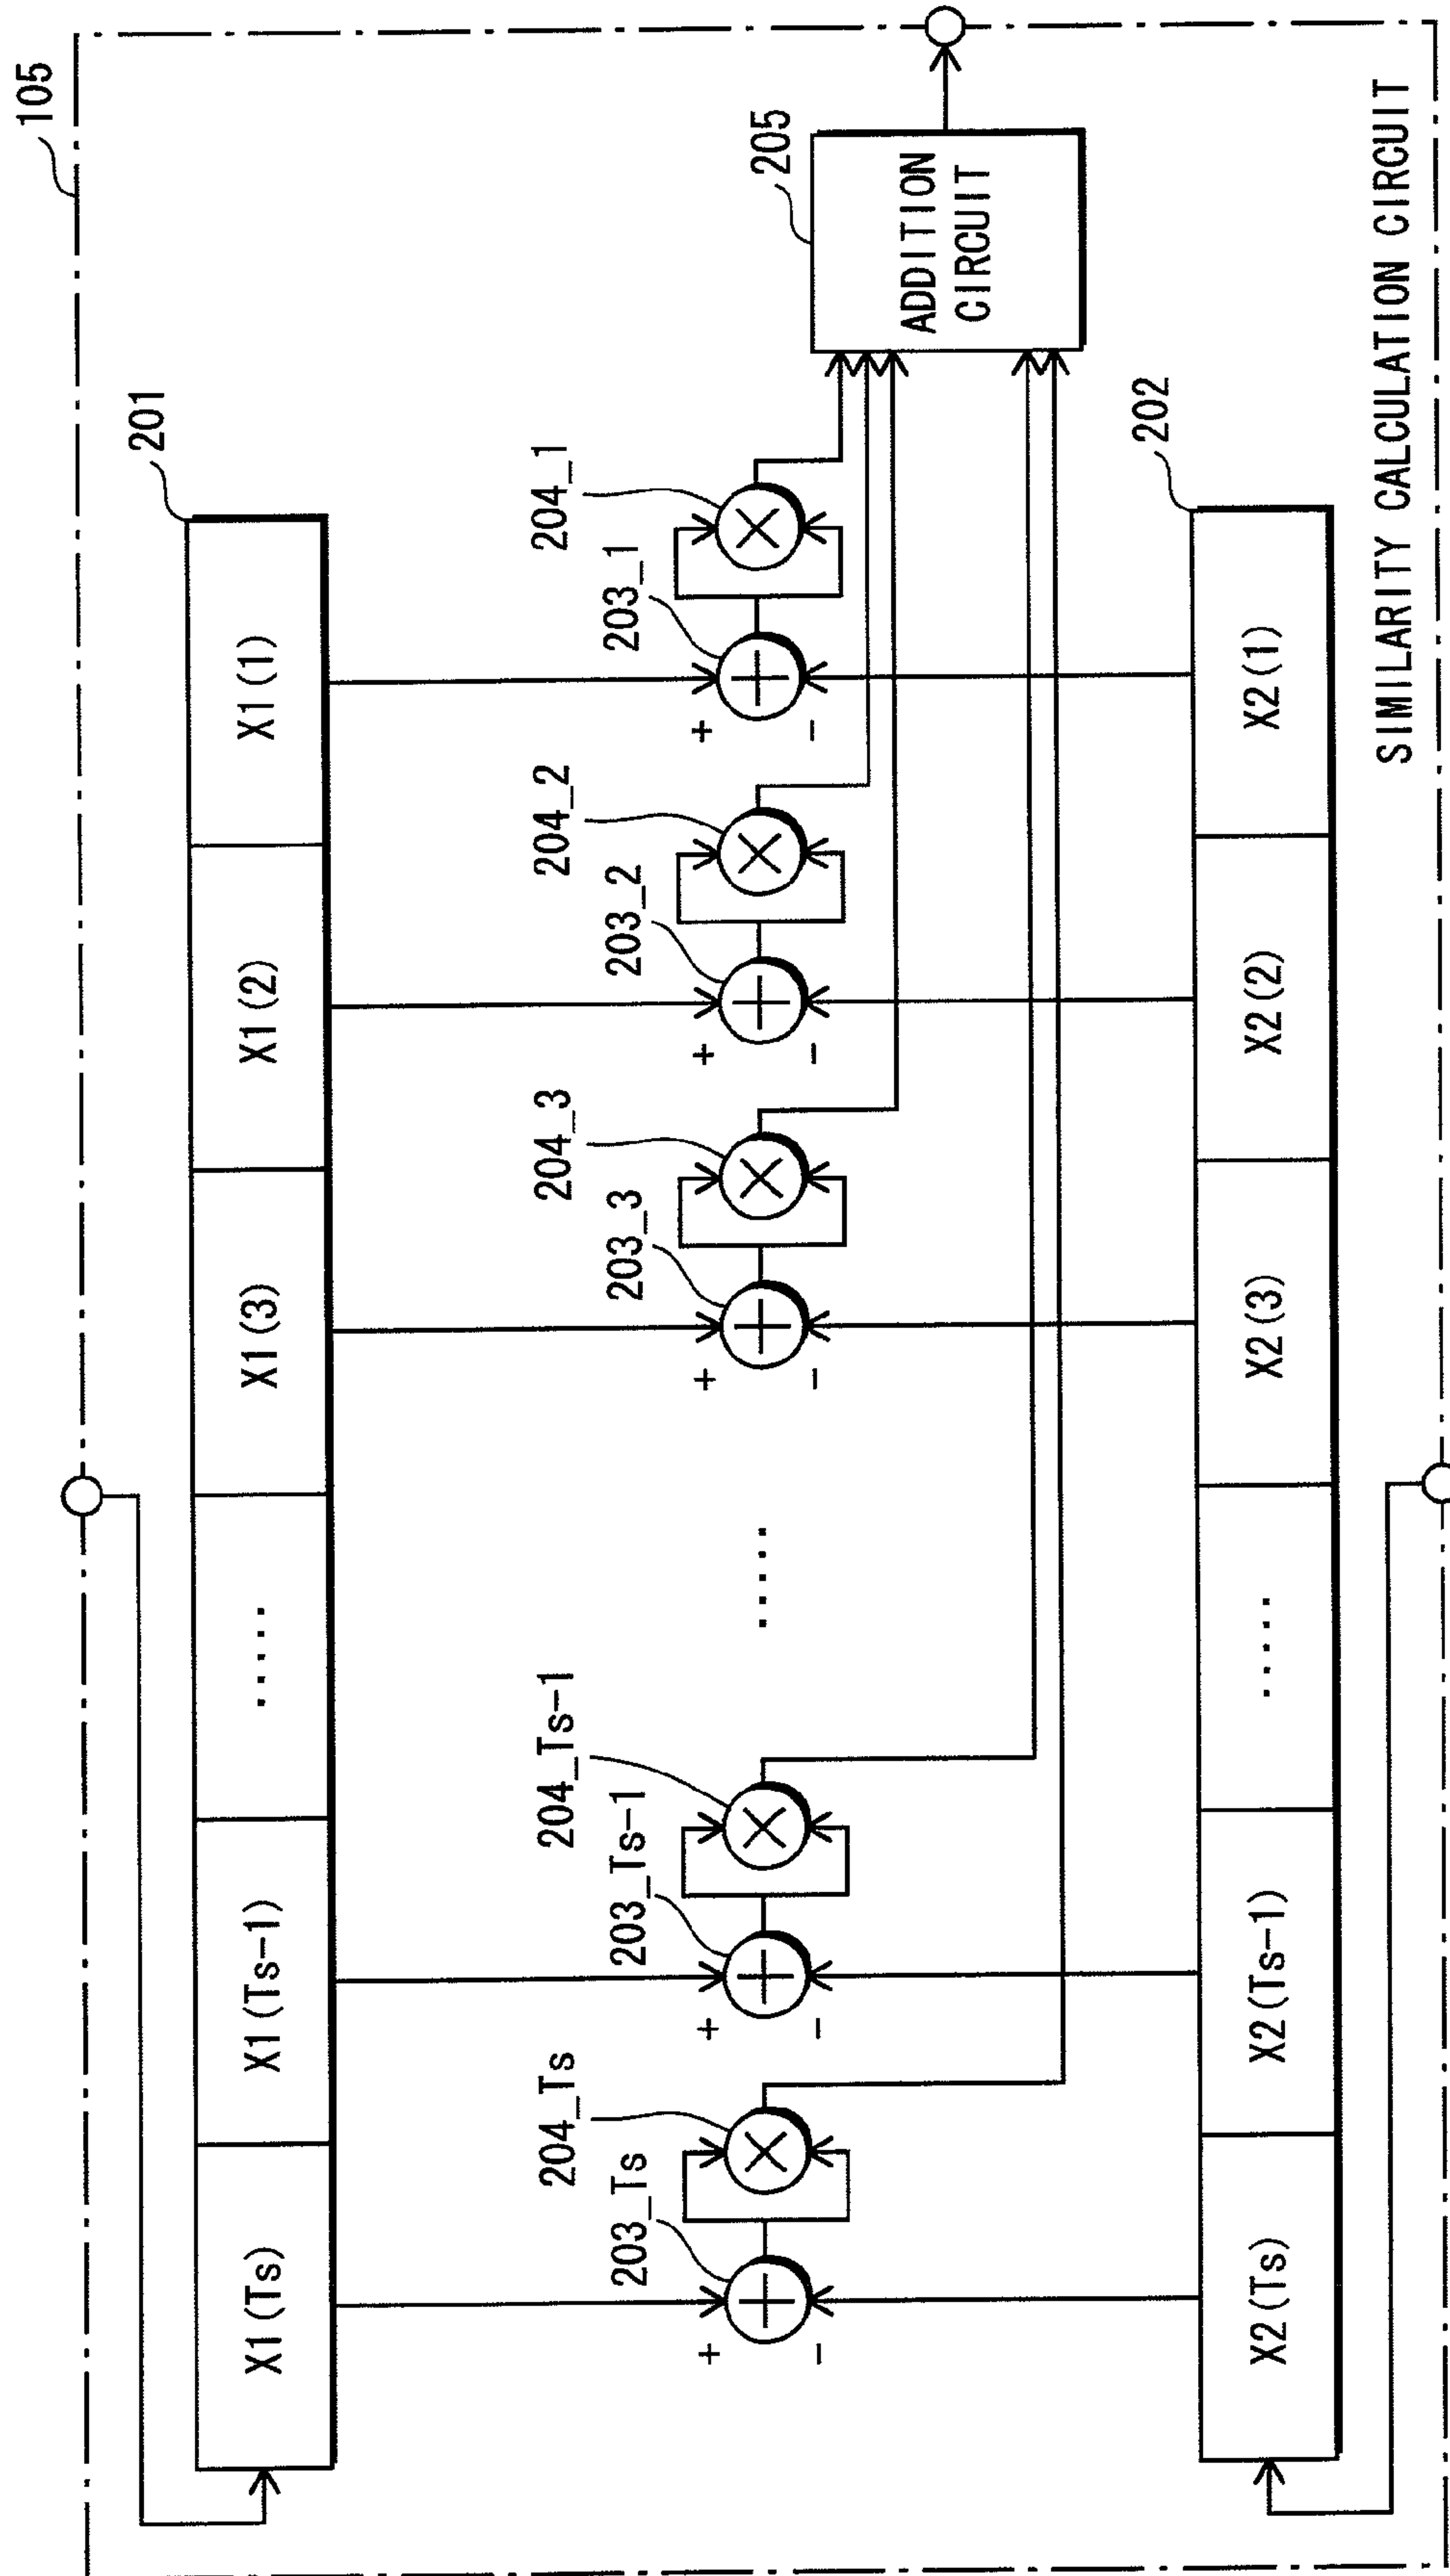 105
201
X1(Ts)
X1(Ts-1)
.....
X1(3)
X1(2)
X1(1)
204_Ts
204_Ts-1
204_3
204_2
204_1
203_Ts
203_Ts-1
203_3
203_2
203_1
+
+
+
+
+
.....
-
-
-
-
-
205
ADDITION
CIRCUIT
202
X2(Ts)
X2(Ts-1)
.....
X2(3)
X2(2)
X2(1)
SIMILARITY CALCULATION CIRCUIT